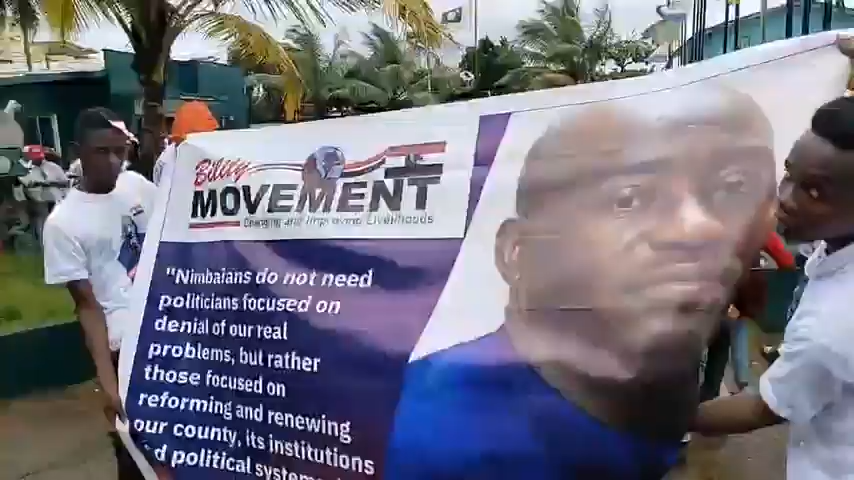 Bility
MOVEMENT
Changing and Improving Livelihoods
"Nimbaians do not need
politicians focused on
denial of our real
problems, but rather
those focused on
reforming and renewing
our county, its institutions
d political system